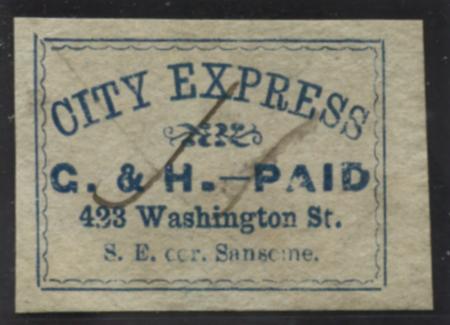 CITY EXPRESS
C. & H.—PAID
423 Washington St.
S. E. cor. Sansome.